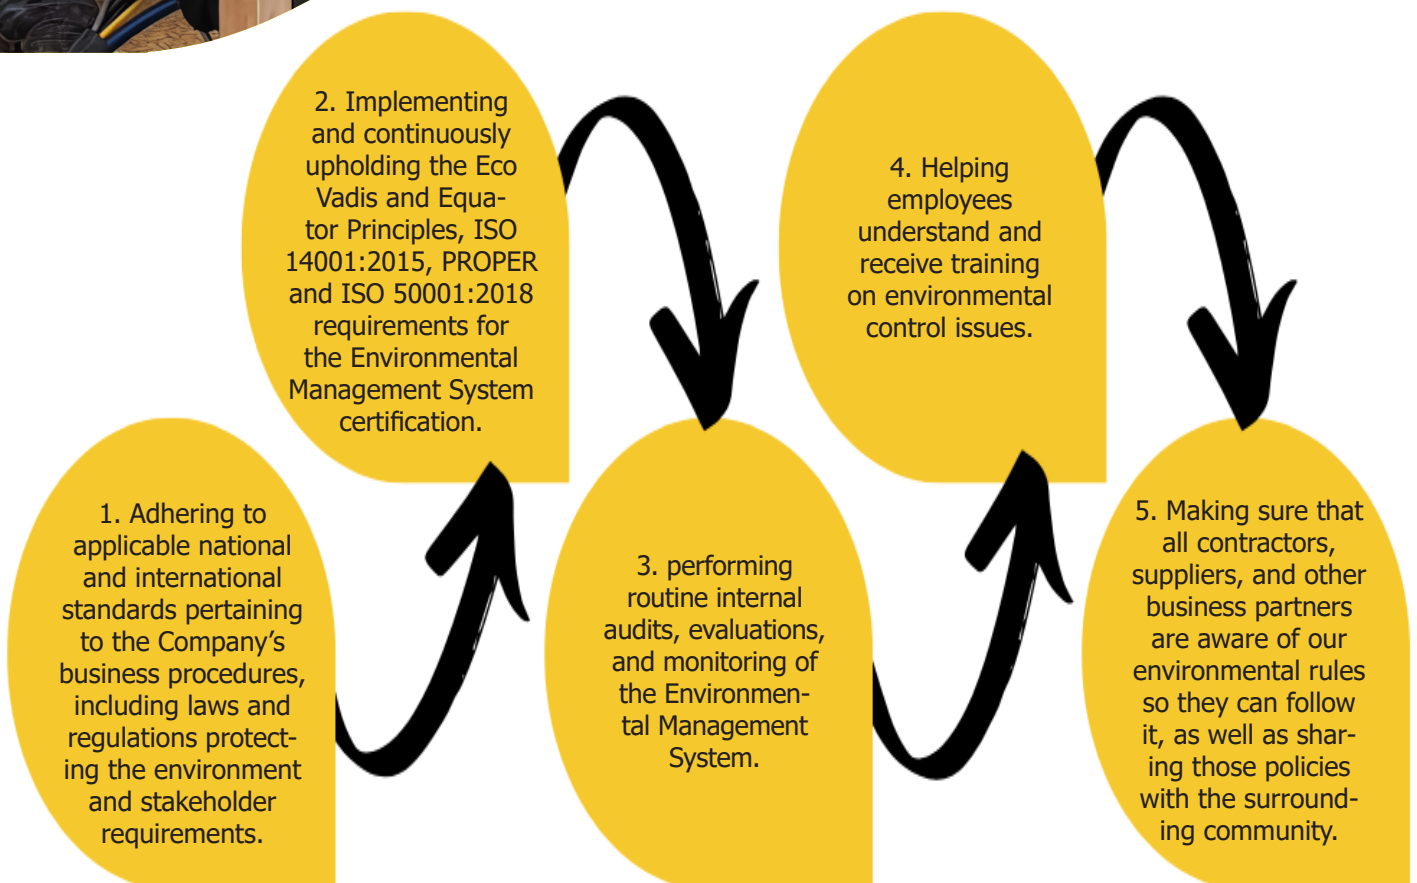 1. Adhering to
applicable national
and international
standards pertaining
to the Company’s
business procedures,
including laws and
regulations protect-
ing the environment
and stakeholder
requirements.
2. Implementing
and continuously
upholding the Eco
Vadis and Equa-
tor Principles, ISO
14001:2015, PROPER
and ISO 50001:2018
requirements for
the Environmental
Management System
certification.
3. performing
routine internal
audits, evaluations,
and monitoring of
the Environmen-
tal Management
System.
4. Helping
employees
understand and
receive training
on environmental
control issues.
5. Making sure that
all contractors,
suppliers, and other
business partners
are aware of our
environmental rules
so they can follow
it, as well as shar-
ing those policies
with the surround-
ing community.